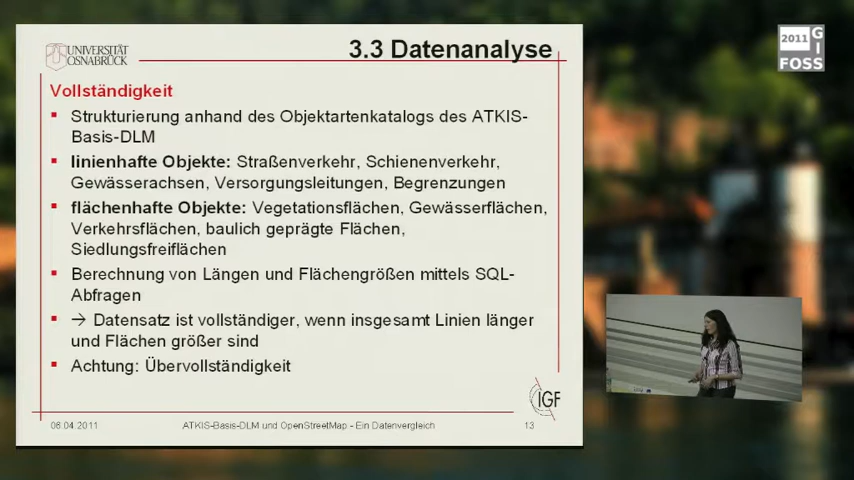 2011 GI
FOSS
UNIVERSITÄT
OSNABRÜCK
3.3 Datenanalyse
Vollständigkeit
Strukturierung anhand des Objektartenkatalogs des ATKIS-
Basis-DLM
linienhafte Objekte: Straßenverkehr, Schienenverkehr,
Gewässerachsen, Versorgungsleitungen, Begrenzungen
flächenhafte Objekte: Vegetationsflächen, Gewässerflächen,
Verkehrsflächen, baulich geprägte Flächen,
Siedlungsfreiflächen
Berechnung von Längen und Flächengrößen mittels SQL-
Abfragen
→ Datensatz ist vollständiger, wenn insgesamt Linien länger
und Flächen größer sind
Achtung: Übervollständigkeit
IGF
06.04.2011 ATKIS-Basis-DLM und OpenStreetMap - Ein Datenvergleich 13